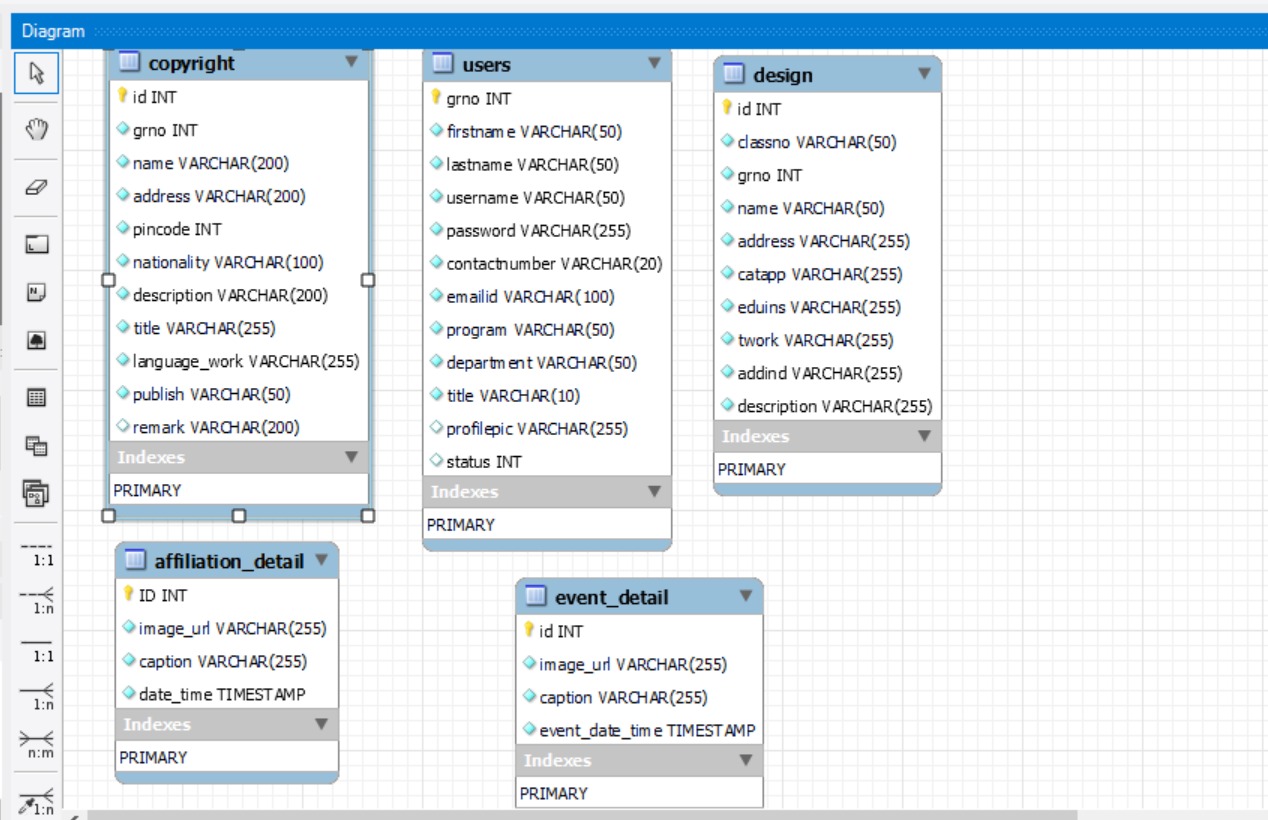 Diagram
copyright
id INT
grno INT
name VARCHAR(200)
address VARCHAR(200)
pincode INT
nationality VARCHAR(100)
description VARCHAR(200)
title VARCHAR(255)
language_work VARCHAR(255)
publish VARCHAR(50)
remark VARCHAR(200)
Indexes
PRIMARY
users
grno INT
firstname VARCHAR(50)
lastname VARCHAR(50)
username VARCHAR(50)
password VARCHAR(255)
contactnumber VARCHAR(20)
emailid VARCHAR(100)
program VARCHAR(50)
department VARCHAR(50)
title VARCHAR(10)
profilepic VARCHAR(255)
status INT
Indexes
PRIMARY
design
id INT
classno VARCHAR(50)
grno INT
name VARCHAR(50)
address VARCHAR(255)
catapp VARCHAR(255)
eduins VARCHAR(255)
twork VARCHAR(255)
addind VARCHAR(255)
description VARCHAR(255)
Indexes
PRIMARY
affiliation_detail
ID INT
image_url VARCHAR(255)
caption VARCHAR(255)
date_time TIMESTAMP
Indexes
PRIMARY
event_detail
id INT
image_url VARCHAR(255)
caption VARCHAR(255)
event_date_time TIMESTAMP
Indexes
PRIMARY
1:1
1:n
1:1
1:n
n:m
1:n